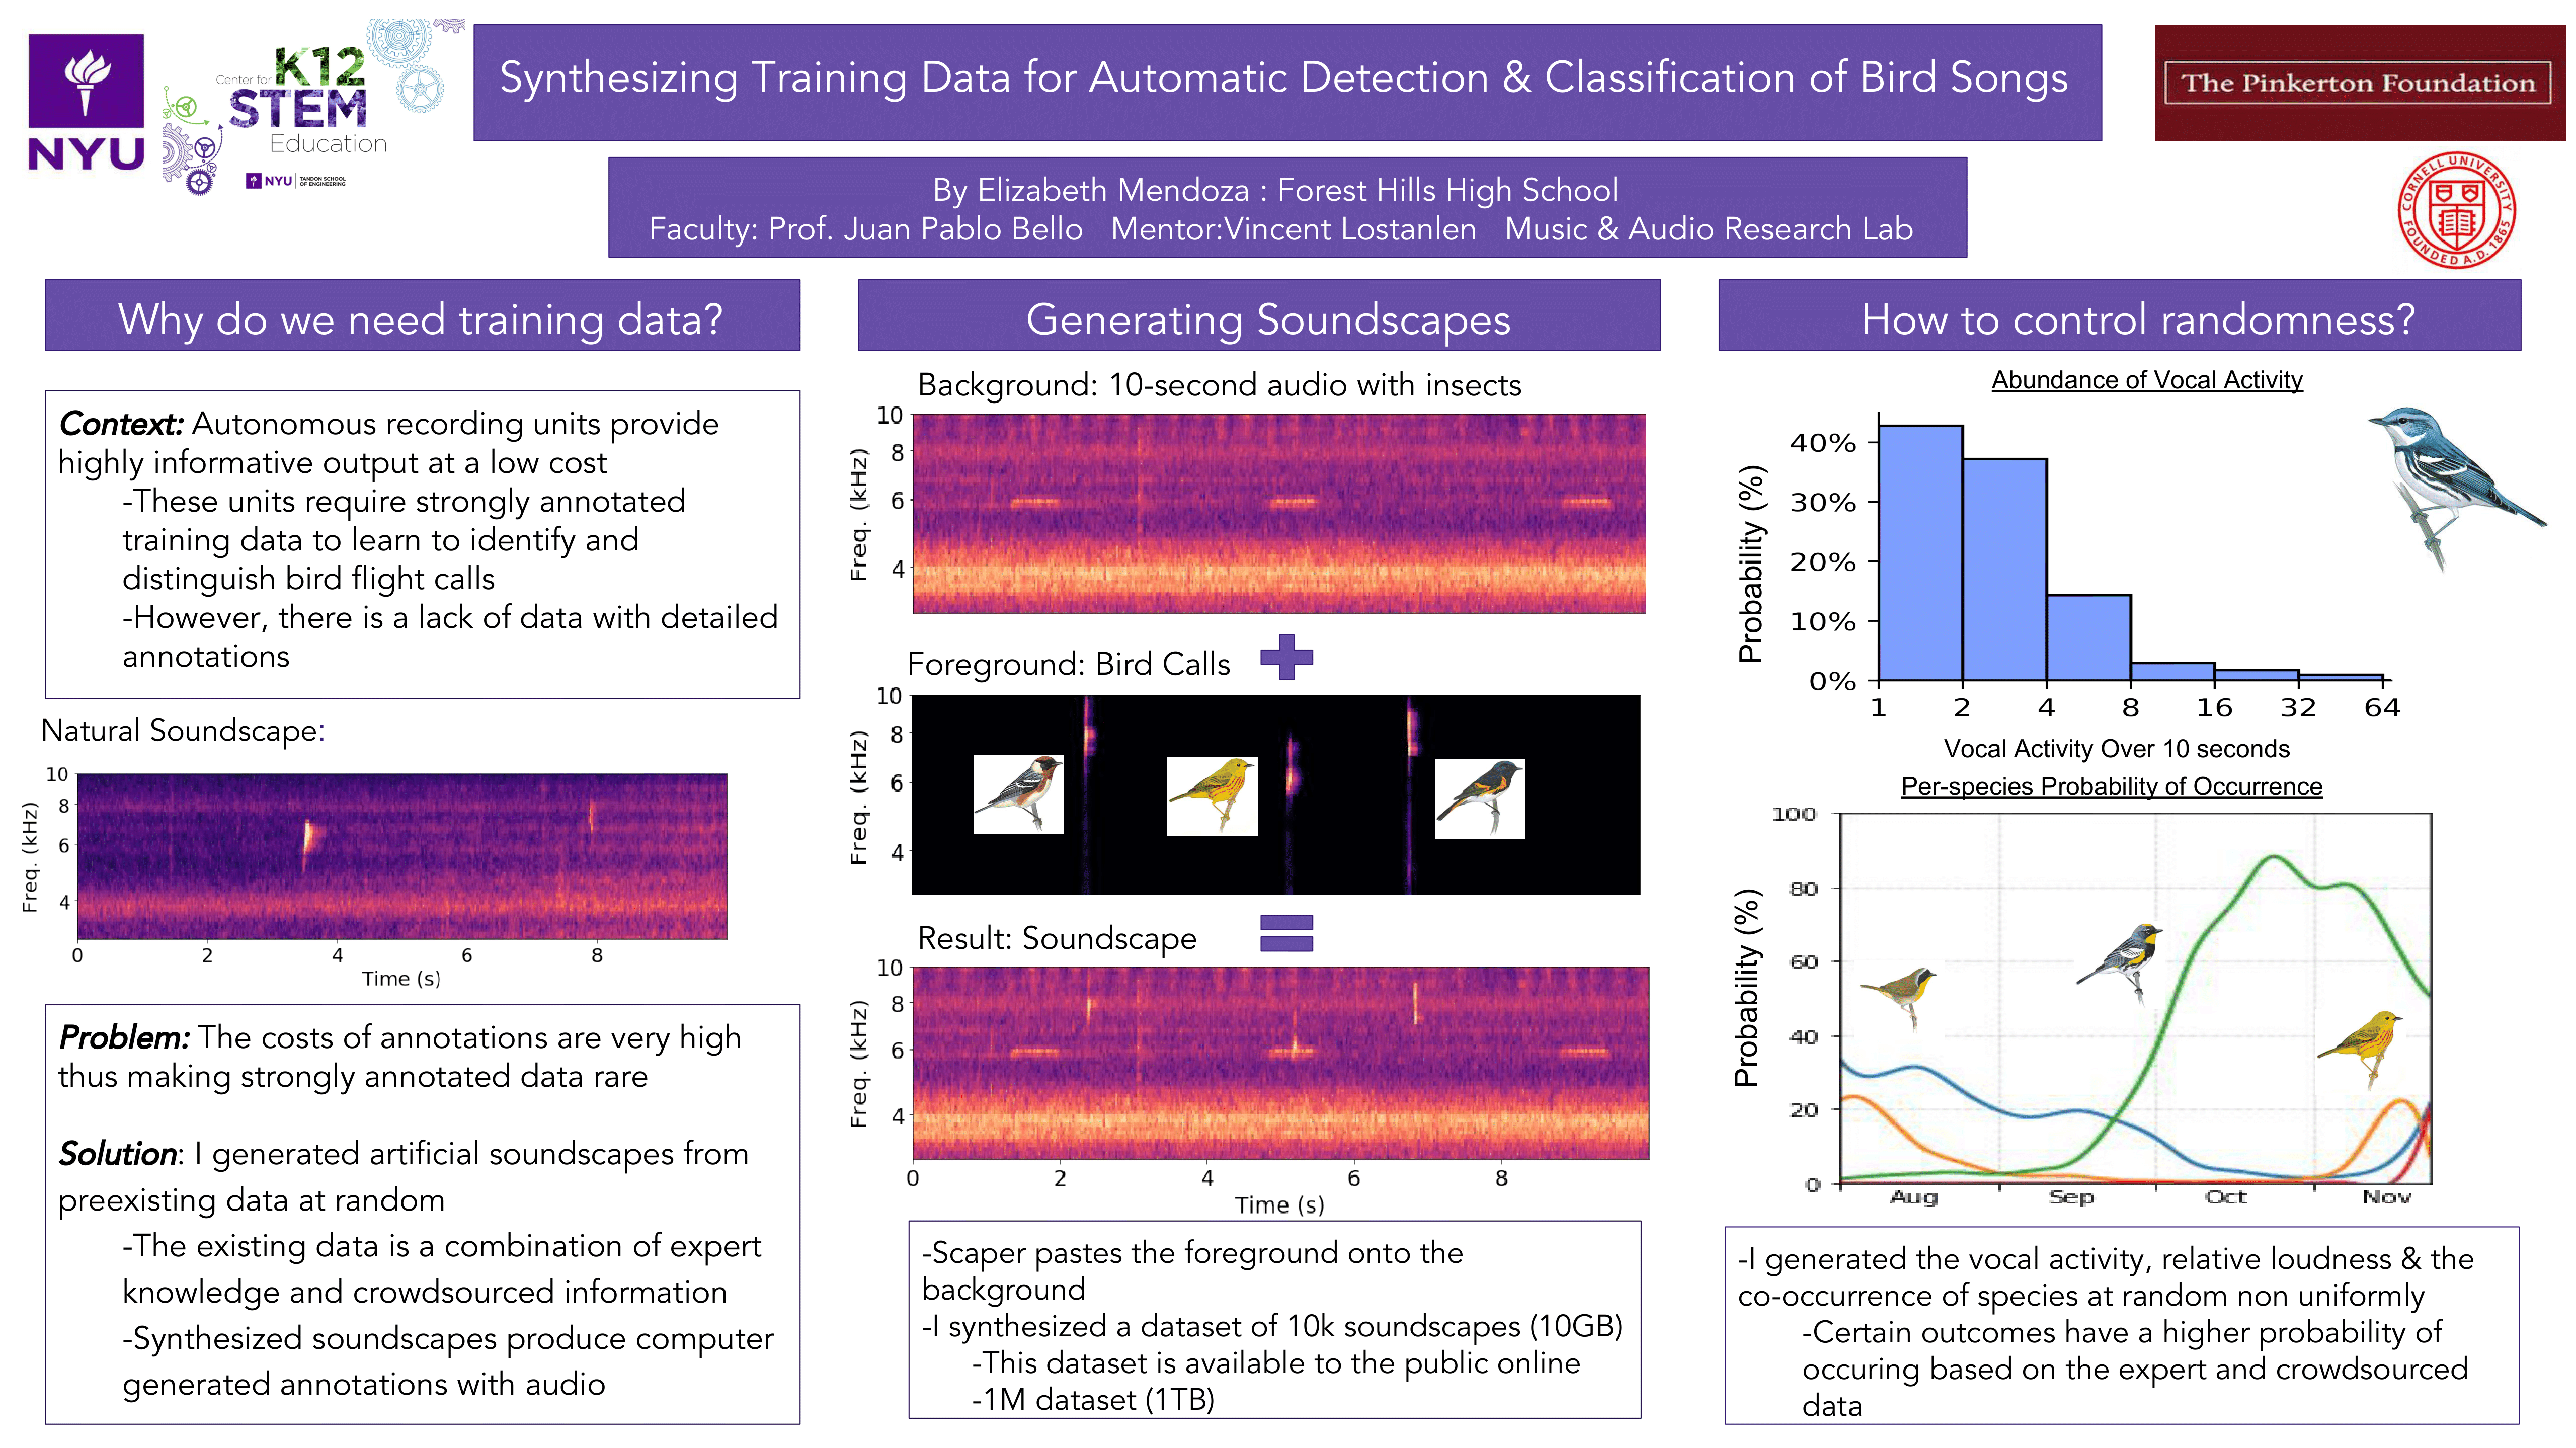 NYU
Center for K12
STEM
Education
NYU TANDON SCHOOL
OF ENGINEERING
Synthesizing Training Data for Automatic Detection & Classification of Bird Songs
The Pinkerton Foundation
By Elizabeth Mendoza : Forest Hills High School
Faculty: Prof. Juan Pablo Bello Mentor:Vincent Lostanlen Music & Audio Research Lab
CORNELL UNIVERSITY
FOUNDED A.D. 1865
Why do we need training data?
Context: Autonomous recording units provide
highly informative output at a low cost
-These units require strongly annotated
training data to learn to identify and
distinguish bird flight calls
-However, there is a lack of data with detailed
annotations
Natural Soundscape:
Freq. (kHz)
10
8
6
4
0 2 4 6 8
Time (s)
Problem: The costs of annotations are very high
thus making strongly annotated data rare
Solution: I generated artificial soundscapes from
preexisting data at random
-The existing data is a combination of expert
knowledge and crowdsourced information
-Synthesized soundscapes produce computer
generated annotations with audio
Generating Soundscapes
Background: 10-second audio with insects
Freq. (kHz)
10
8
6
4
Foreground: Bird Calls
Freq. (kHz)
10
8
6
4
Result: Soundscape
Freq. (kHz)
10
8
6
4
0 2 4 6 8
Time (s)
-Scaper pastes the foreground onto the
background
-I synthesized a dataset of 10k soundscapes (10GB)
-This dataset is available to the public online
-1M dataset (1TB)
How to control randomness?
Abundance of Vocal Activity
Probability (%)
40%
30%
20%
10%
0%
1 2 4 8 16 32 64
Vocal Activity Over 10 seconds
Per-species Probability of Occurrence
Probability (%)
100
80
60
40
20
0
Aug Sep Oct Nov
-I generated the vocal activity, relative loudness & the
co-occurrence of species at random non uniformly
-Certain outcomes have a higher probability of
occuring based on the expert and crowdsourced
data